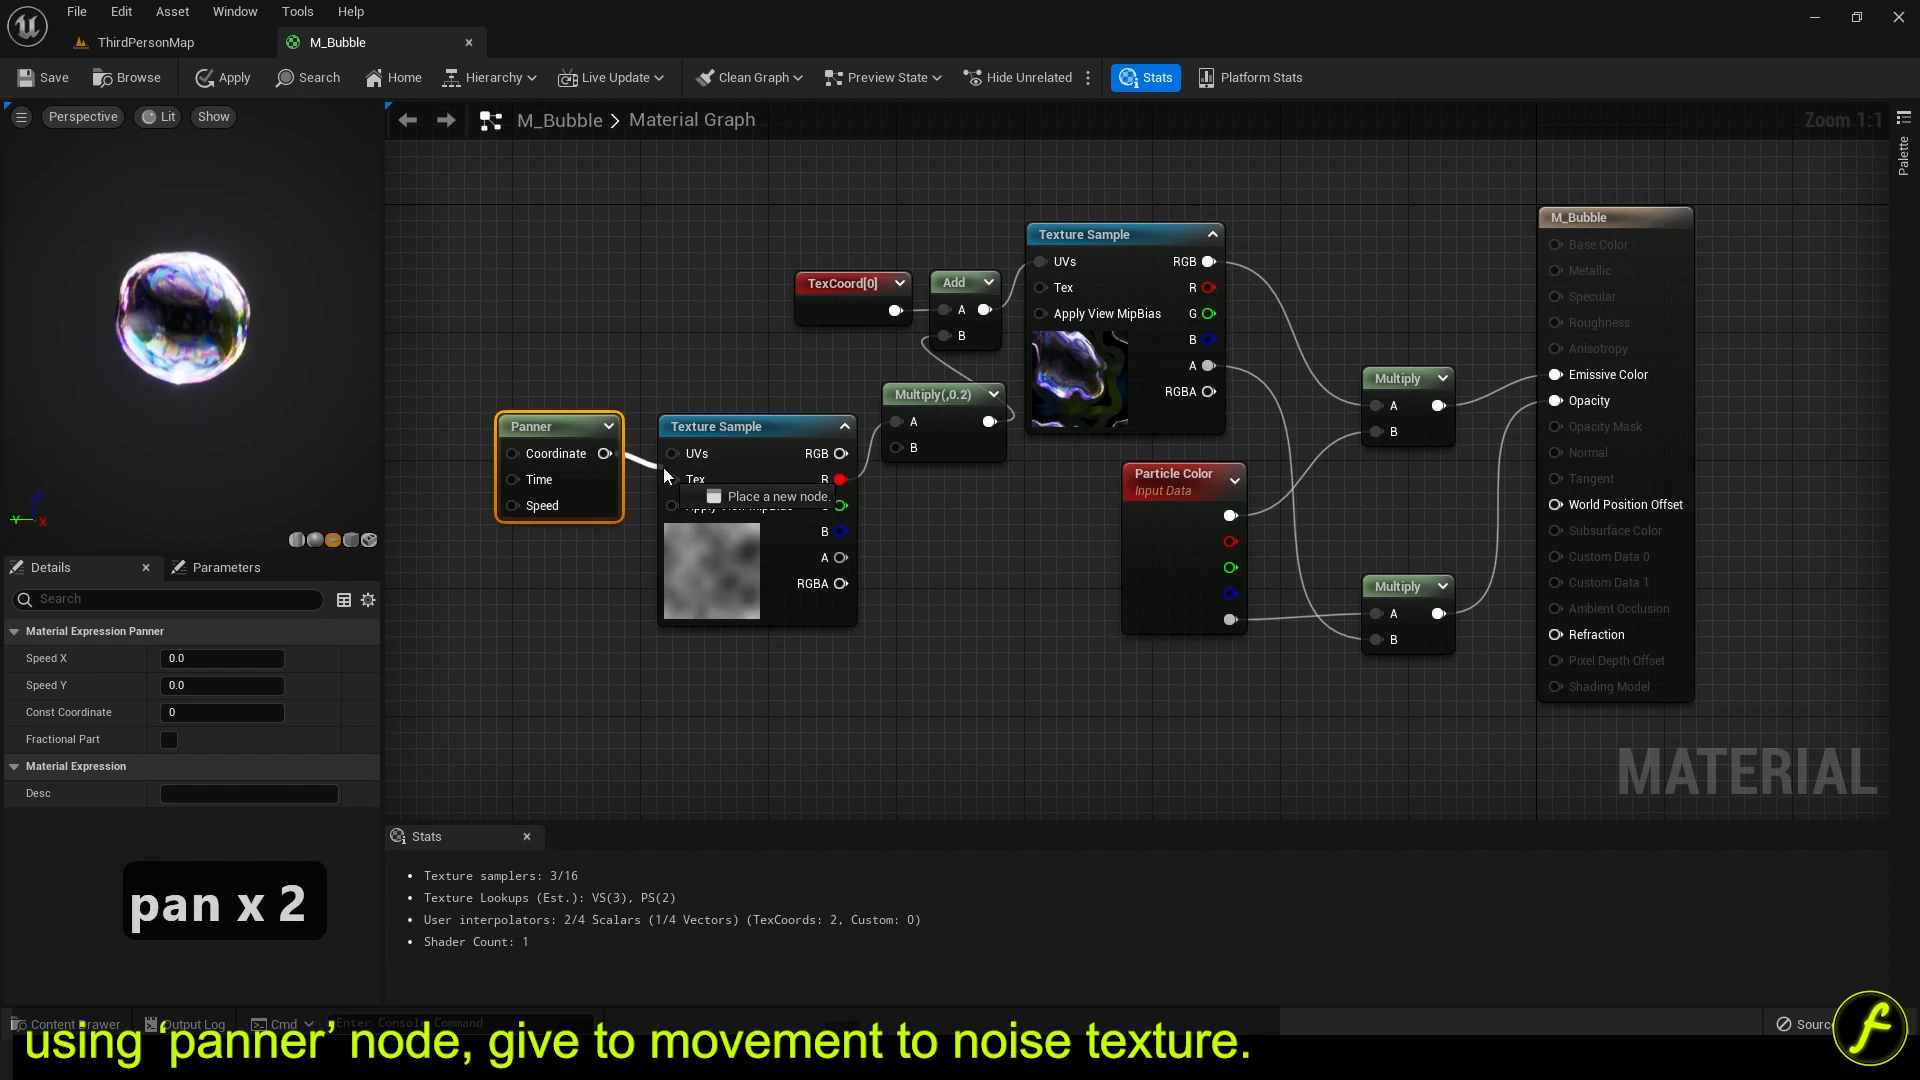 File Edit Asset Window Tools Help
ThirdPersonMap M_Bubble
Save Browse Apply Search Home Hierarchy Live Update Clean Graph Preview State Hide Unrelated Stats Platform Stats
Perspective Lit Show
M_Bubble > Material Graph
Zoom 1:1
Palette
M_Bubble
Base Color
Metallic
Specular
Roughness
Anisotropy
Emissive Color
Opacity
Opacity Mask
Normal
Tangent
World Position Offset
Subsurface Color
Custom Data 0
Custom Data 1
Ambient Occlusion
Refraction
Pixel Depth Offset
Shading Model
Texture Sample
UVs RGB
Tex R
Apply View MipBias G
B
A
RGBA
TexCoord[0]
Add
A
B
Multiply(,0.2)
A
B
Panner
Coordinate
Time
Speed
Texture Sample
UVs RGB
Tex R
Place a new node.
B
A
RGBA
Particle Color
Input Data
Multiply
A
B
Multiply
A
B
MATERIAL
Details Parameters
Search
Material Expression Panner
Speed X 0.0
Speed Y 0.0
Const Coordinate 0
Fractional Part
Material Expression
Desc
pan x 2
Stats
Texture samplers: 3/16
Texture Lookups (Est.): VS(3), PS(2)
User interpolators: 2/4 Scalars (1/4 Vectors) (TexCoords: 2, Custom: 0)
Shader Count: 1
Content Drawer Output Log Cmd Enter Console Command
using ‘panner’ node, give to movement to noise texture.